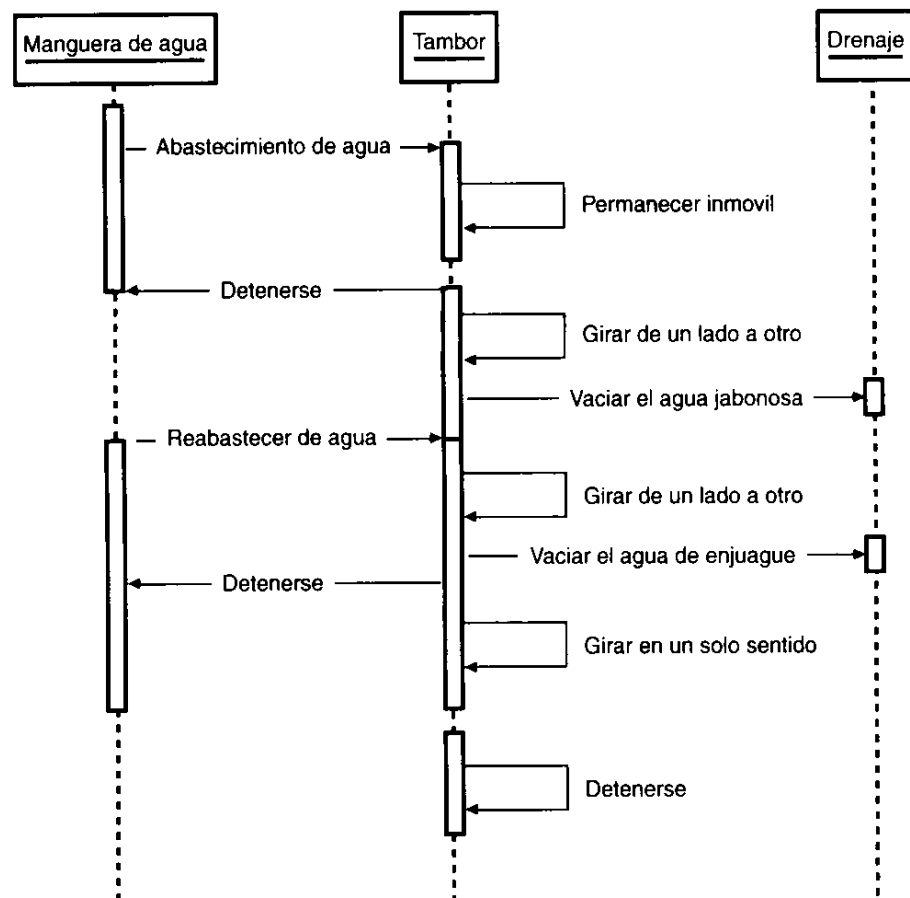 Manguera de agua
Tambor
Drenaje
Abastecimiento de agua
Permanecer inmovil
Detenerse
Girar de un lado a otro
Vaciar el agua jabonosa
Reabastecer de agua
Girar de un lado a otro
Vaciar el agua de enjuague
Detenerse
Girar en un solo sentido
Detenerse